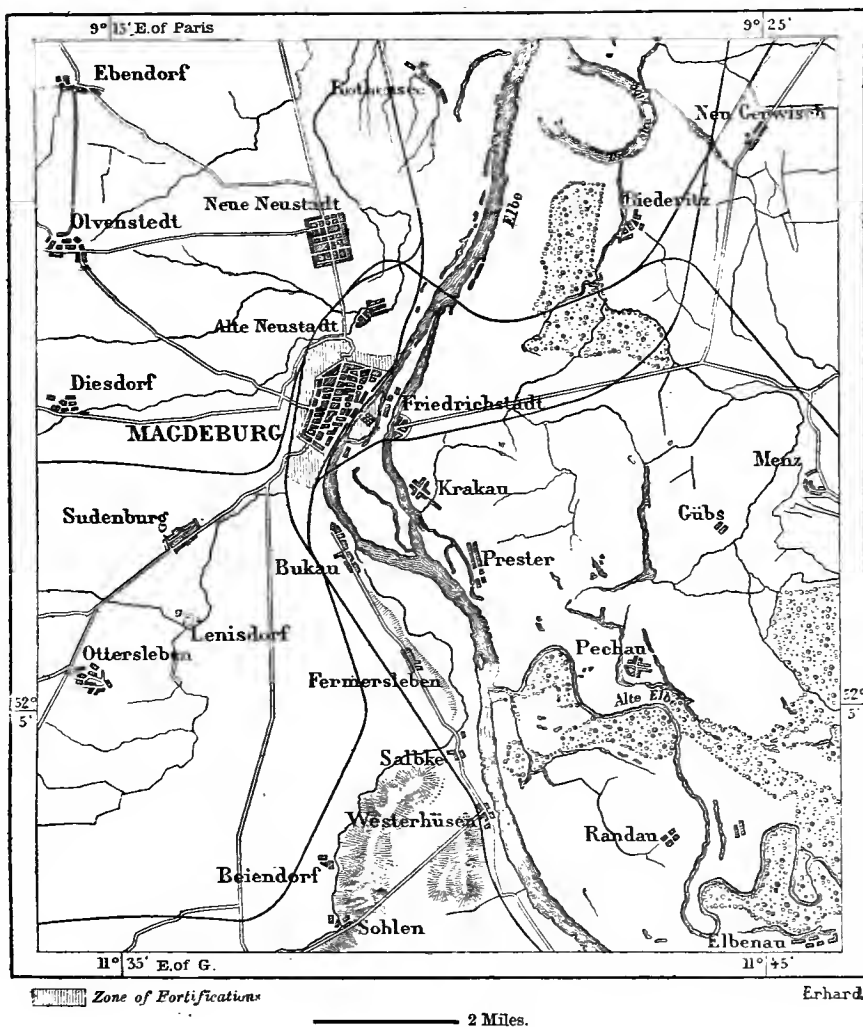 9° 15' E. of Paris
9° 25'
Ebendorf
Rothensee
Neu Gerwisch
Neue Neustadt
Elbe
Biederitz
Olvenstedt
Alte Neustadt
Diesdorf
Friedrichstadt
MAGDEBURG
Menz
Krakau
Gübs
Sudenburg
Prester
Bukau
Lenisdorf
Ottersleben
Pechau
Fermersleben
Alte Elbe
52° 5'
52° 5'
Salbke
Westerhüsen
Randau
Beiendorf
Sohlen
Elbenau
11° 35' E. of G.
11° 45'
Zone of Fortifications
Erhard
2 Miles.